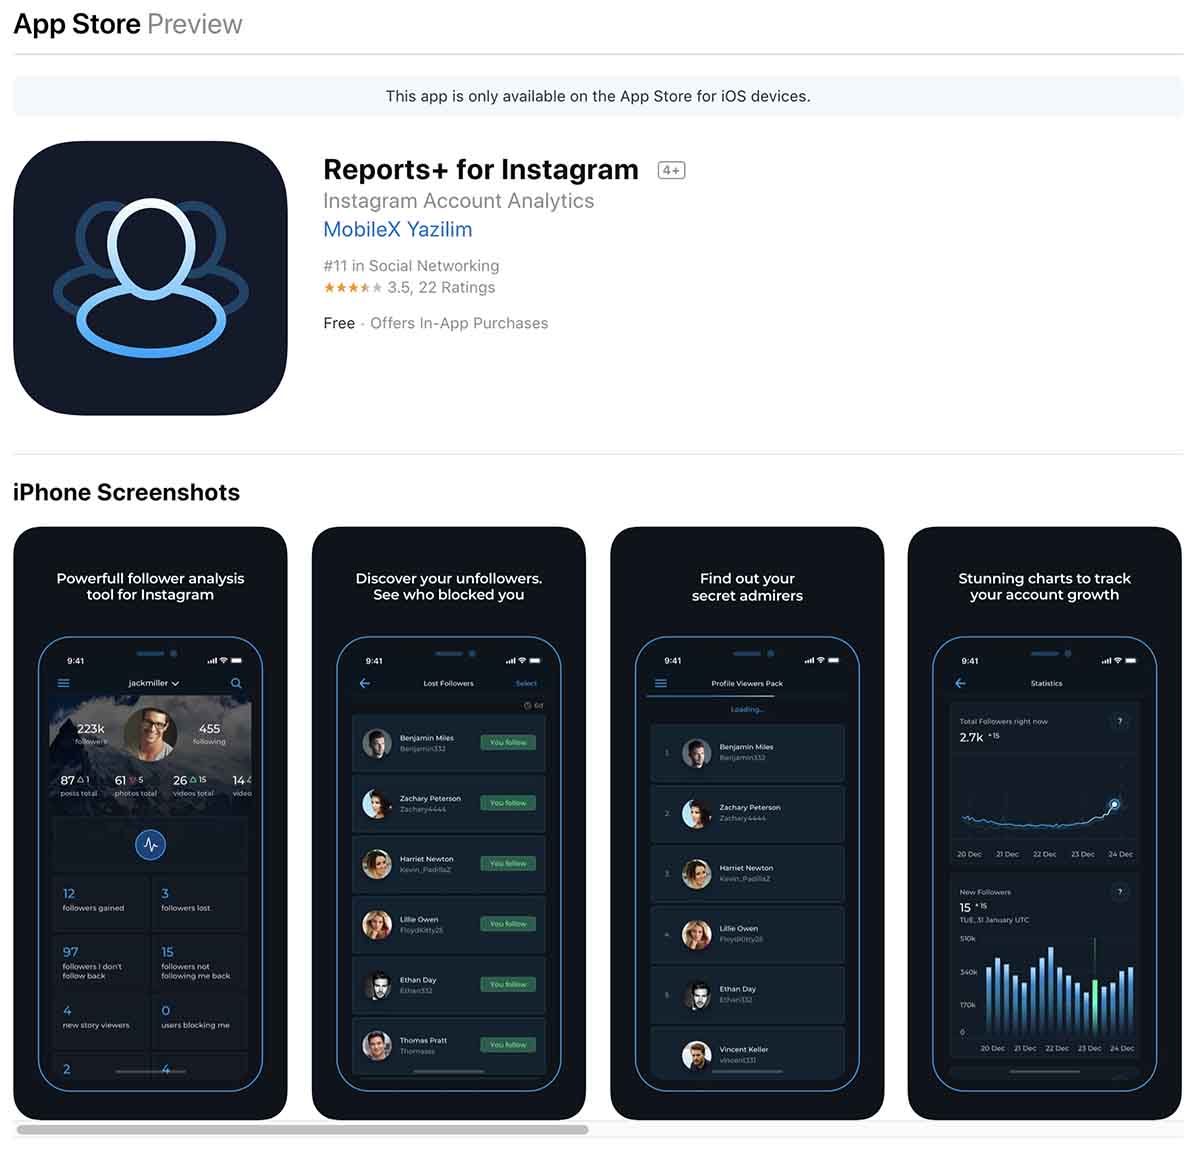 App Store Preview
This app is only available on the App Store for iOS devices.
Reports+ for Instagram 4+
Instagram Account Analytics
MobileX Yazilim
#11 in Social Networking
★★★★★ 3.5, 22 Ratings
Free · Offers In-App Purchases
iPhone Screenshots
Powerfull follower analysis
tool for Instagram
9:41
jackmiller
223k
followers
455
following
87 1
posts total
61 5
photos total
26 15
videos total
14
video
12
followers gained
3
followers lost
97
followers I don't
follow back
15
followers not
following me back
4
new story viewers
0
users blocking me
2
4
Discover your unfollowers.
See who blocked you
9:41
Lost Followers
Select
6d
Benjamin Miles
Benjamin332
You follow
Zachary Peterson
Zachary4444
You follow
Harriet Newton
Kevin_PadillaZ
You follow
Lillie Owen
FloydKitty25
You follow
Ethan Day
Ethan332
You follow
Thomas Pratt
Thomasss
You follow
Find out your
secret admirers
9:41
Profile Viewers Pack
Loading...
1. Benjamin Miles
Benjamin332
2. Zachary Peterson
Zachary4444
3. Harriet Newton
Kevin_PadillaZ
4. Lillie Owen
FloydKitty25
5. Ethan Day
Ethan332
Vincent Keller
vincent331
Stunning charts to track
your account growth
9:41
Statistics
Total Followers right now
?
2.7k +15
20 Dec 21 Dec 22 Dec 23 Dec 24 Dec
New Followers
?
15 +15
TUE, 31 January UTC
510k
340k
170k
0
20 Dec 21 Dec 22 Dec 23 Dec 24 Dec